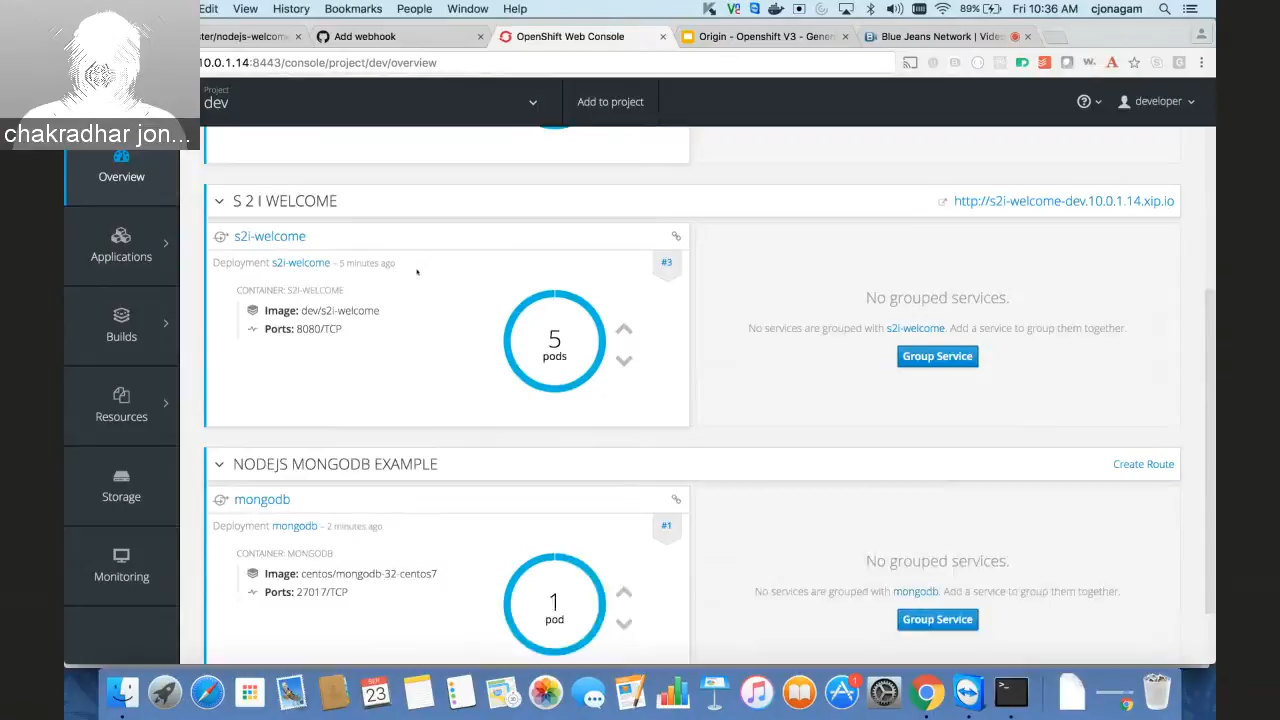 Edit View History Bookmarks People Window Help 89% Fri 10:36 AM cjonagam
ster/nodejs-welcome Add webhook OpenShift Web Console Origin - Openshift V3 - Gener Blue Jeans Network | Video
10.0.1.14:8443/console/project/dev/overview
Project
dev Add to project developer
chakradhar jon...
Overview
Applications
Builds
Resources
Storage
Monitoring
S 2 I WELCOME http://s2i-welcome-dev.10.0.1.14.xip.io
s2i-welcome
Deployment s2i-welcome – 5 minutes ago #3
CONTAINER: S2I-WELCOME
Image: dev/s2i-welcome
Ports: 8080/TCP
5
pods
No grouped services.
No services are grouped with s2i-welcome. Add a service to group them together.
Group Service
NODEJS MONGODB EXAMPLE Create Route
mongodb
Deployment mongodb – 2 minutes ago #1
CONTAINER: MONGODB
Image: centos/mongodb-32-centos7
Ports: 27017/TCP
1
pod
No grouped services.
No services are grouped with mongodb. Add a service to group them together.
Group Service
SEP
23
1